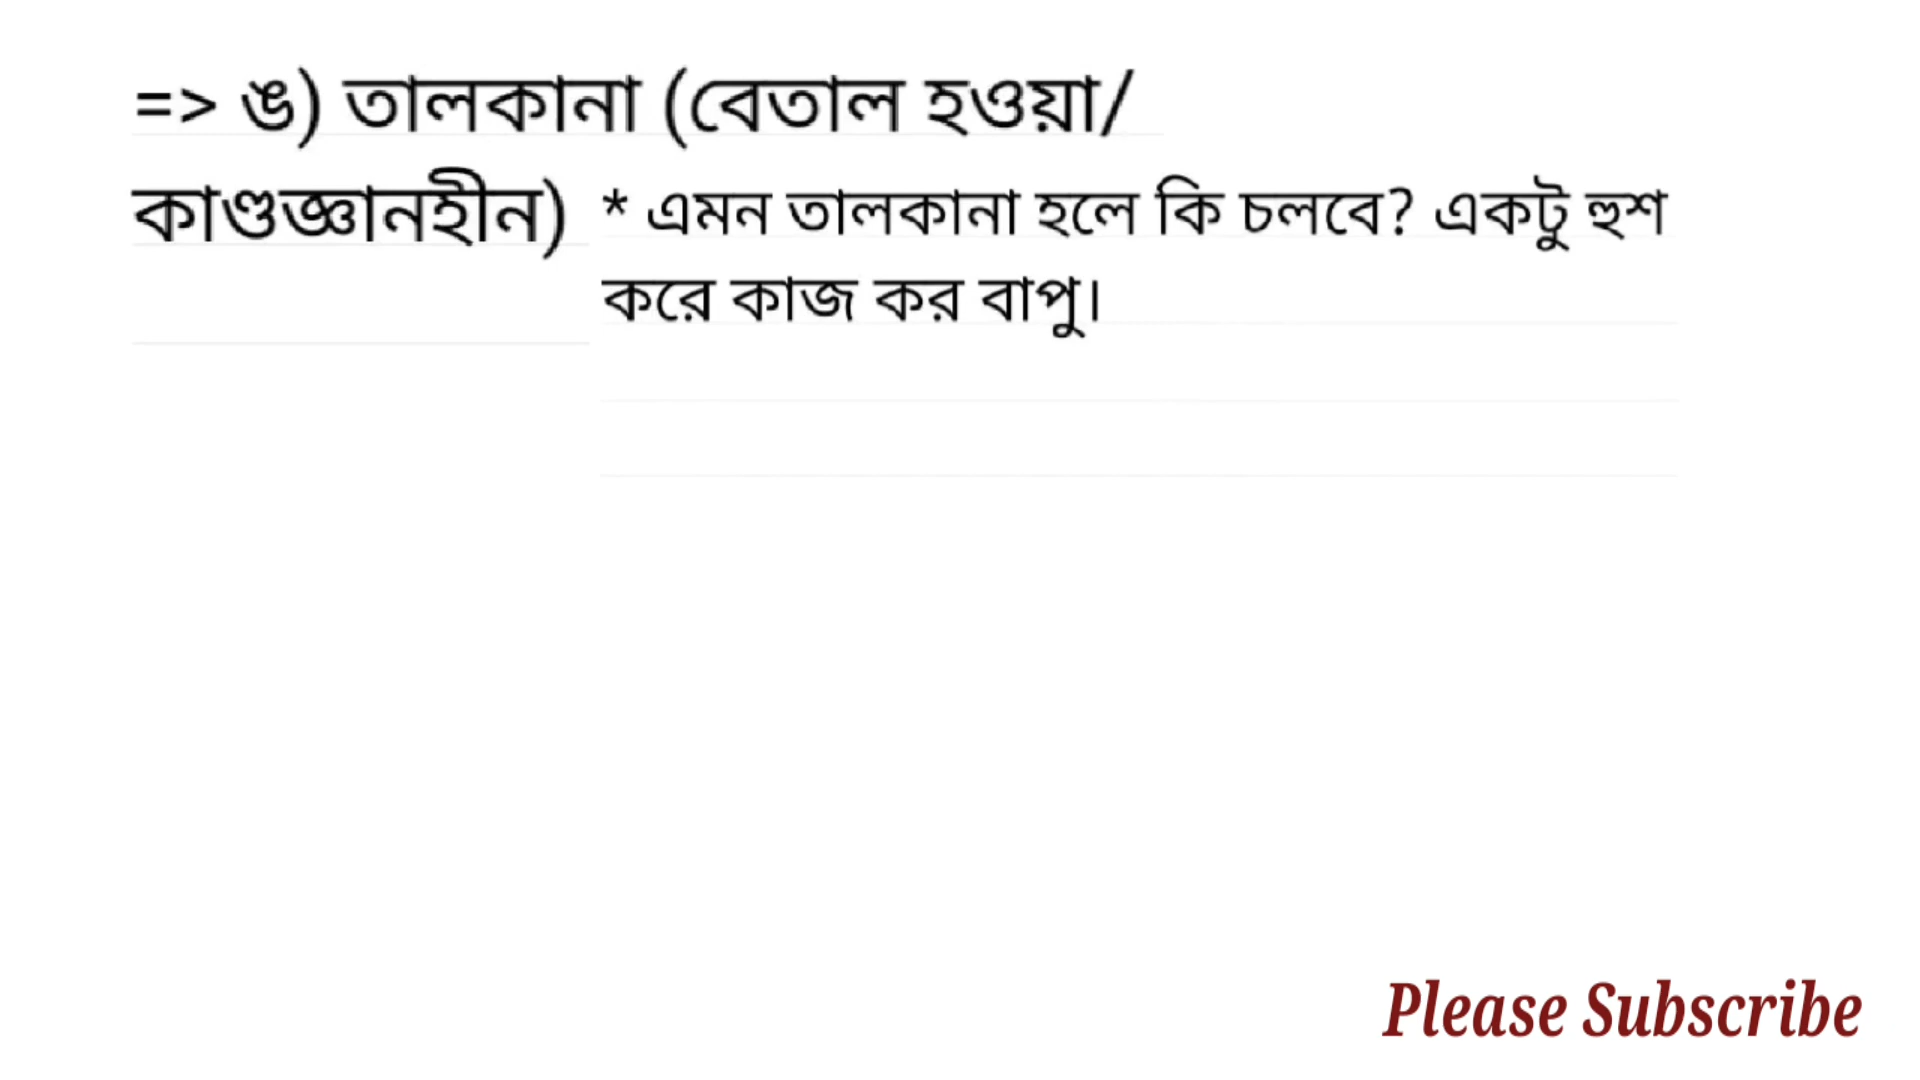 => ঙ) তালকানা (বেতাল হওয়া/
কাণ্ডজ্ঞানহীন) * এমন তালকানা হলে কি চলবে? একটু হুশ
করে কাজ কর বাপু।
Please Subscribe